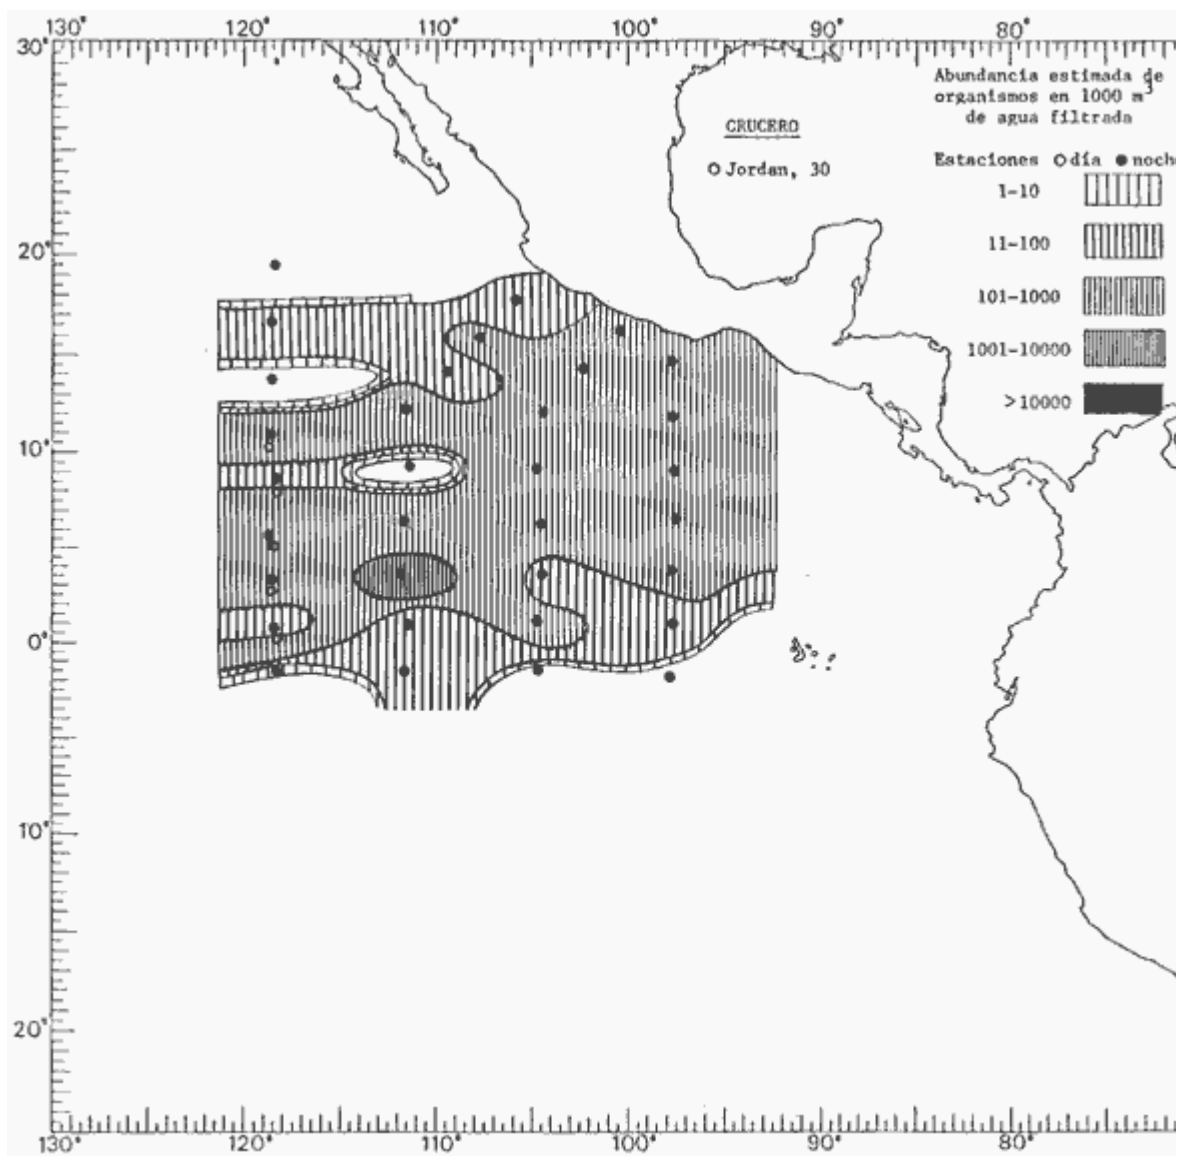 130° 120° 110° 100° 90° 80°
30°
Abundancia estimada de
organismos en 1000 m³
de agua filtrada
CRUCERO
Jordan, 30
Estaciones día noch
1-10
11-100
101-1000
1001-10000
>10000
20°
10°
0°
10°
20°
130° 120° 110° 100° 90° 80°